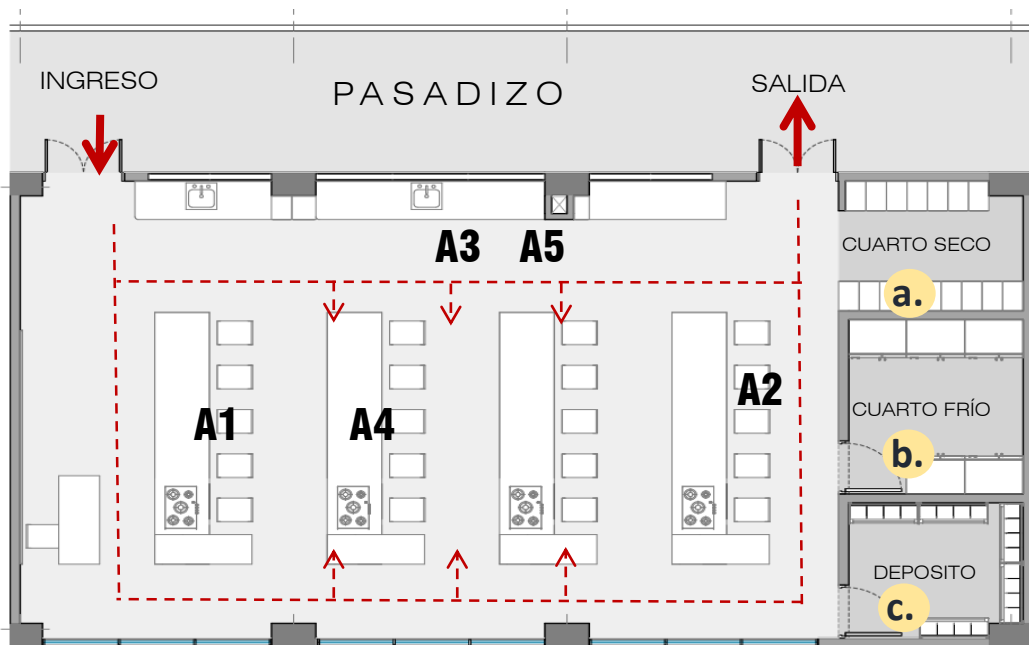 INGRESO
PASADIZO
SALIDA
A3
A5
CUARTO SECO
a.
A1
A4
A2
CUARTO FRÍO
b.
DEPOSITO
c.